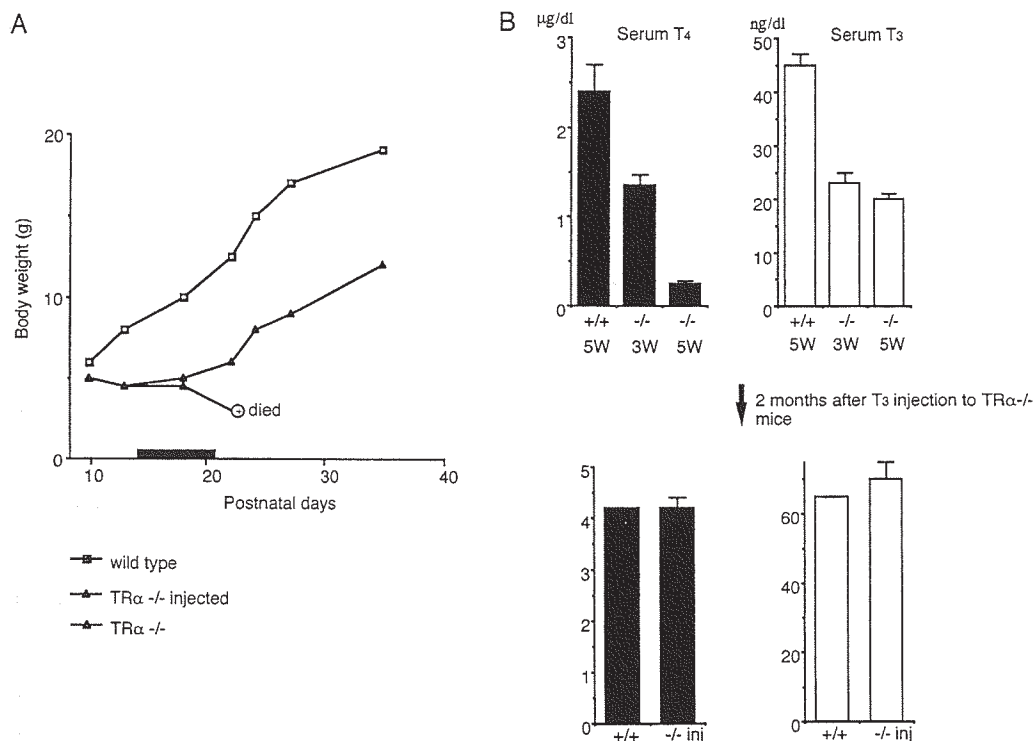 A
20
10
0
Body weight (g)
10 20 30 40
Postnatal days
died
wild type
TRα -/- injected
TRα -/-
B
µg/dl
Serum T4
3
2
1
0
+/+ -/- -/-
5W 3W 5W
ng/dl
Serum T3
50
40
30
20
10
0
+/+ -/- -/-
5W 3W 5W
2 months after T3 injection to TRα-/-
mice
5
4
4
3
2
1
0
+/+ -/- inj
60
40
20
0
+/+ -/- inj